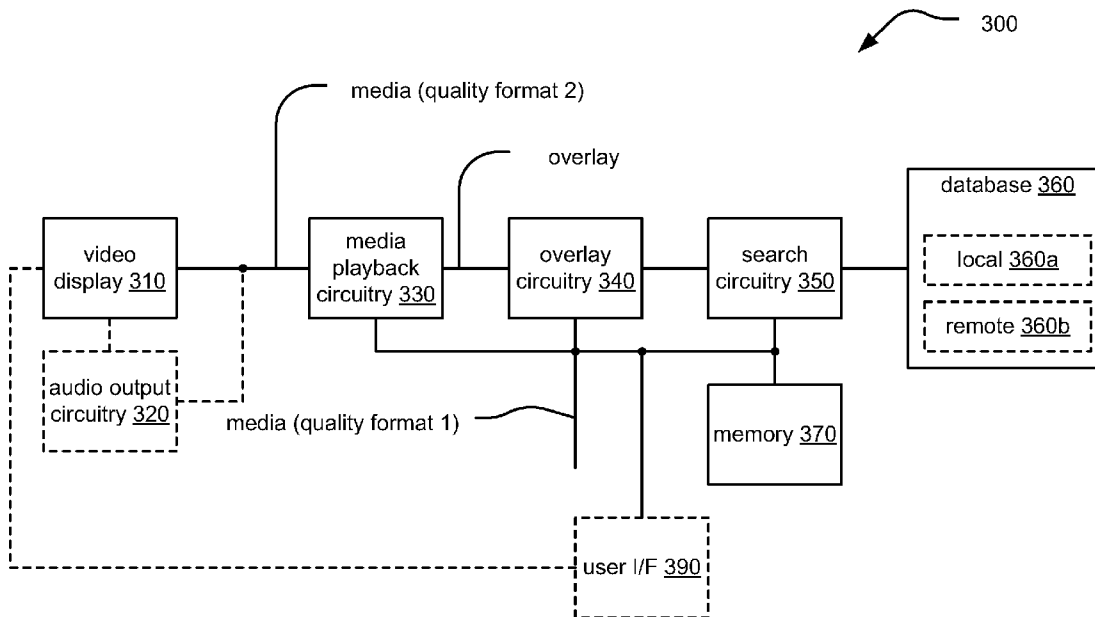 300
media (quality format 2)
overlay
database 360
local 360a
remote 360b
video
display 310
media
playback
circuitry 330
overlay
circuitry 340
search
circuitry 350
audio output
circuitry 320
media (quality format 1)
memory 370
user I/F 390